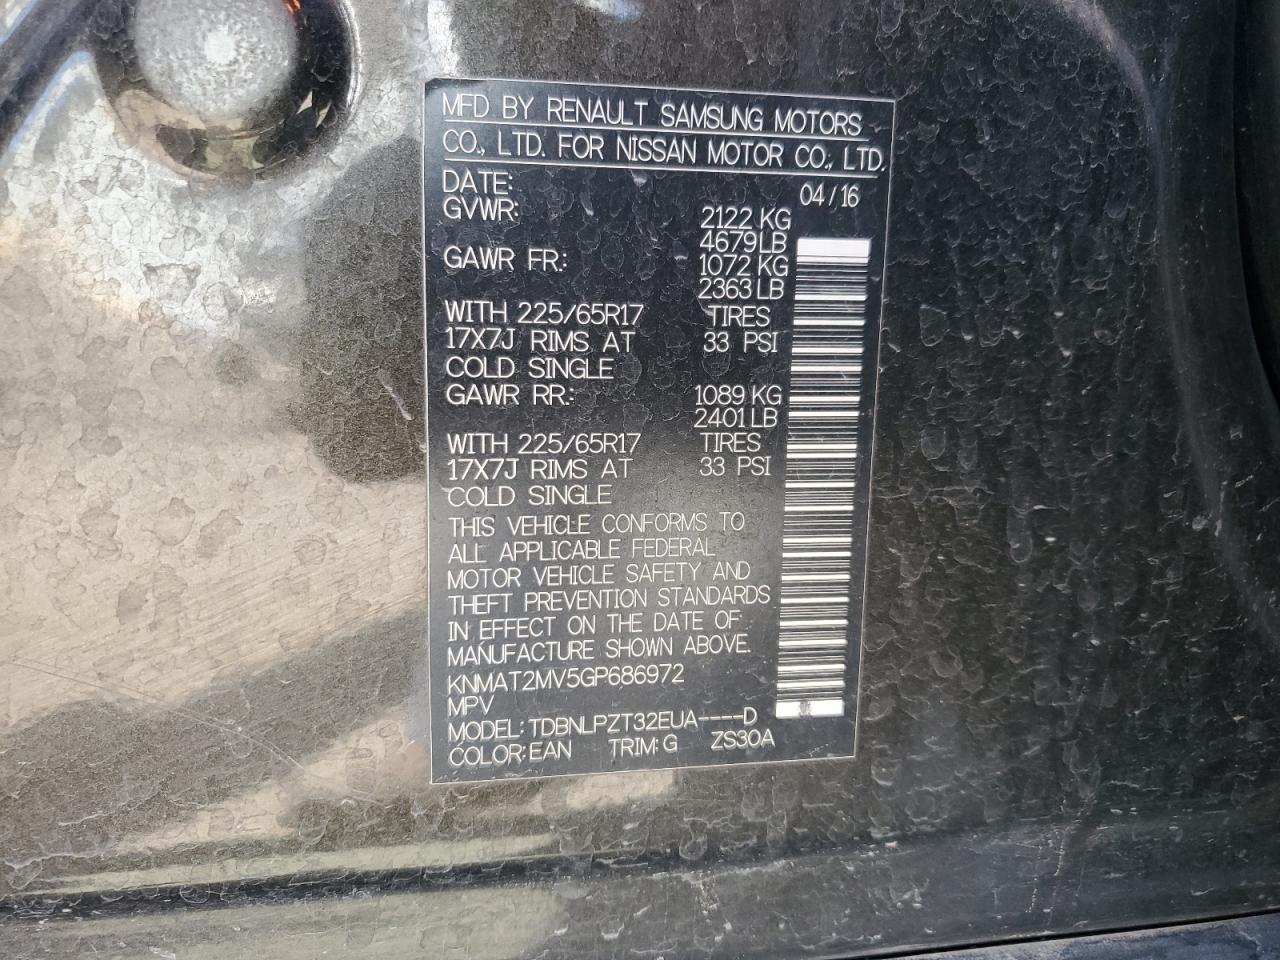 MFD BY RENAULT SAMSUNG MOTORS
CO., LTD. FOR NISSAN MOTOR CO., LTD.
DATE: 04/16
GVWR: 2122 KG
4679 LB
GAWR FR: 1072 KG
2363 LB
WITH 225/65R17 TIRES
17X7J RIMS AT 33 PSI
COLD SINGLE
GAWR RR: 1089 KG
2401 LB
WITH 225/65R17 TIRES
17X7J RIMS AT 33 PSI
COLD SINGLE
THIS VEHICLE CONFORMS TO
ALL APPLICABLE FEDERAL
MOTOR VEHICLE SAFETY AND
THEFT PREVENTION STANDARDS
IN EFFECT ON THE DATE OF
MANUFACTURE SHOWN ABOVE.
KNMAT2MV5GP686972
MPV
MODEL: TDBNLPZT32EUA----D
COLOR: EAN TRIM: G ZS30A